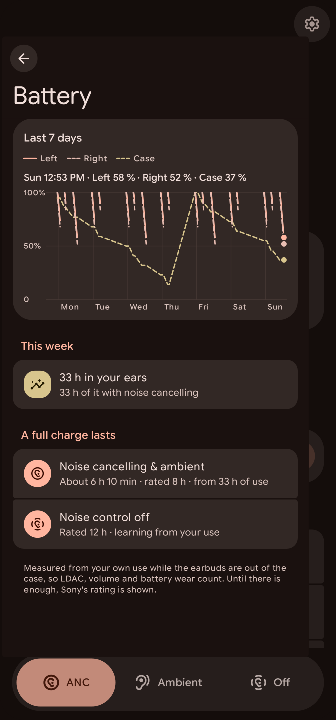 Battery
Last 7 days
Left Right Case
Sun 12:53 PM · Left 58 % · Right 52 % · Case 37 %
100%
50%
0
Mon Tue Wed Thu Fri Sat Sun
This week
33 h in your ears
33 h of it with noise cancelling
A full charge lasts
Noise cancelling & ambient
About 6 h 10 min · rated 8 h · from 33 h of use
Noise control off
Rated 12 h · learning from your use
Measured from your own use while the earbuds are out of the
case, so LDAC, volume and battery wear count. Until there is
enough, Sony's rating is shown.
ANC Ambient Off